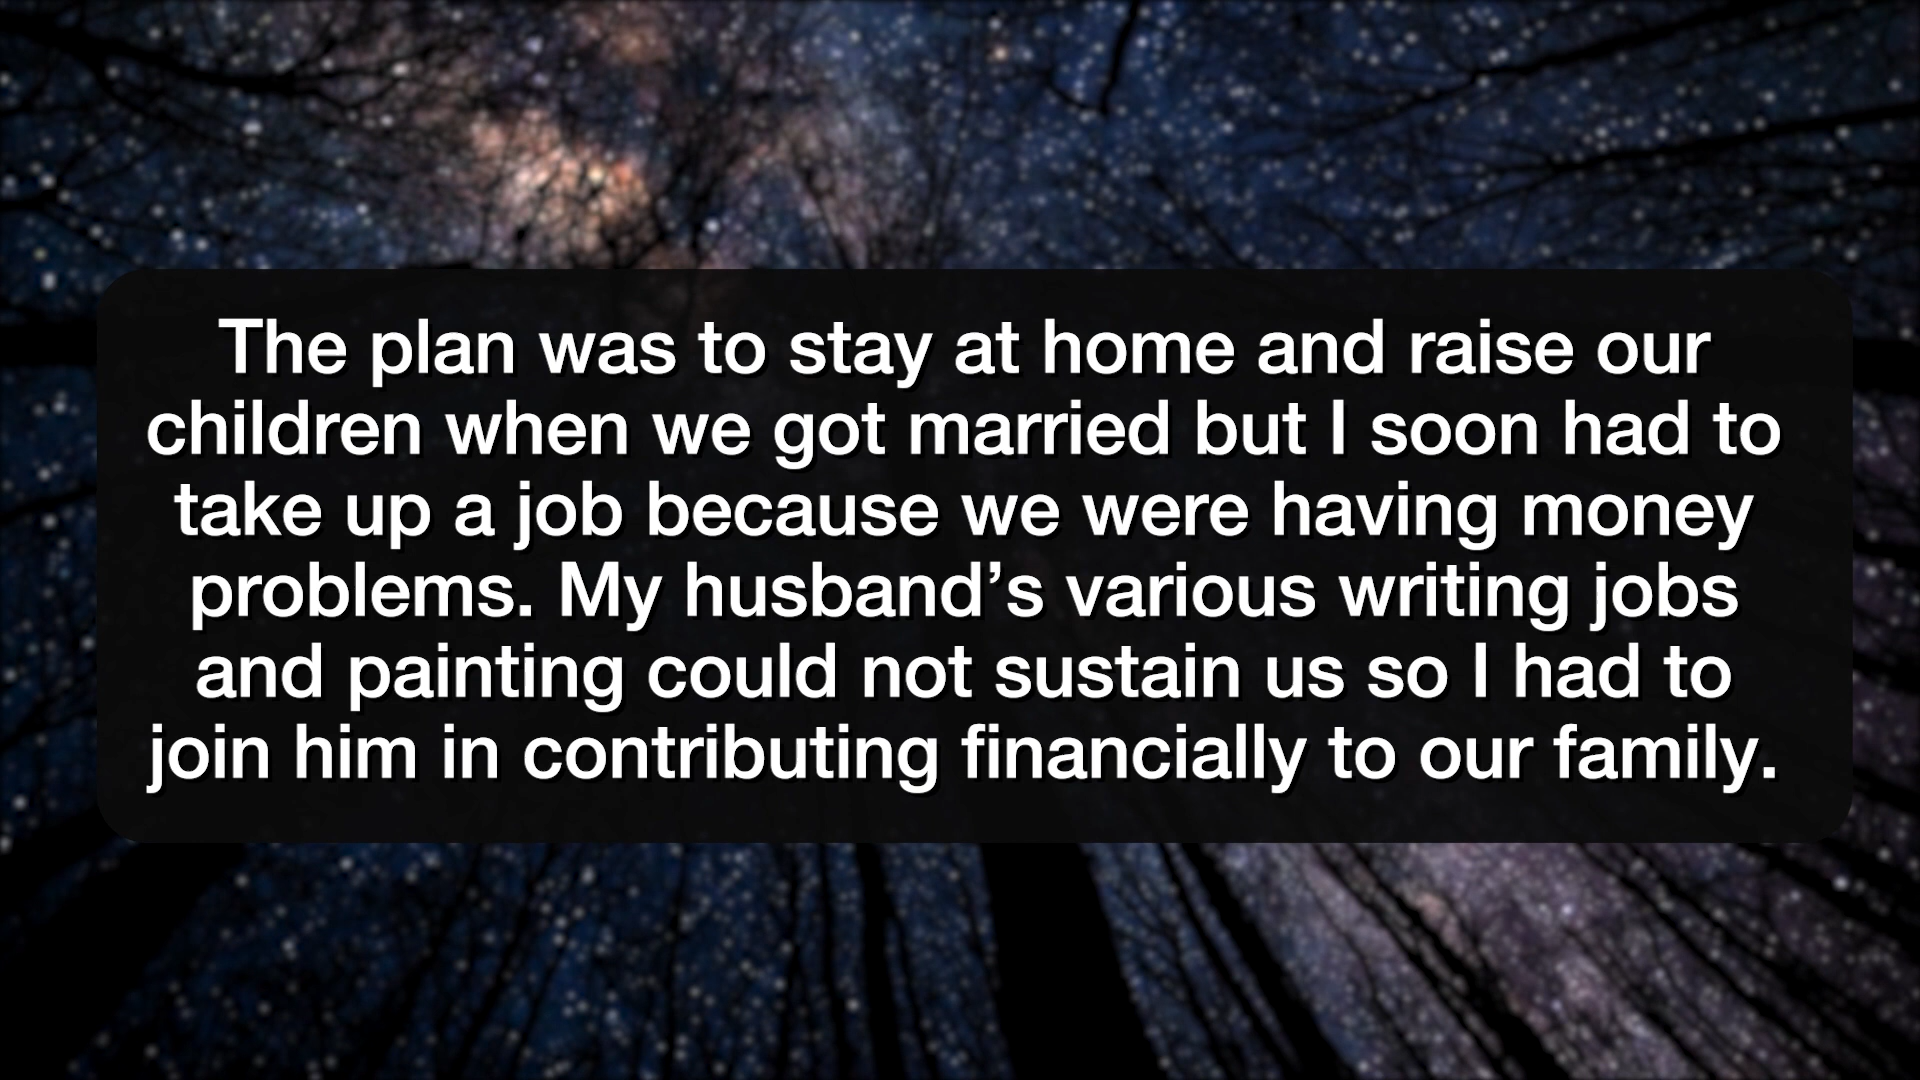 The plan was to stay at home and raise our
children when we got married but I soon had to
take up a job because we were having money
problems. My husband’s various writing jobs
and painting could not sustain us so I had to
join him in contributing financially to our family.